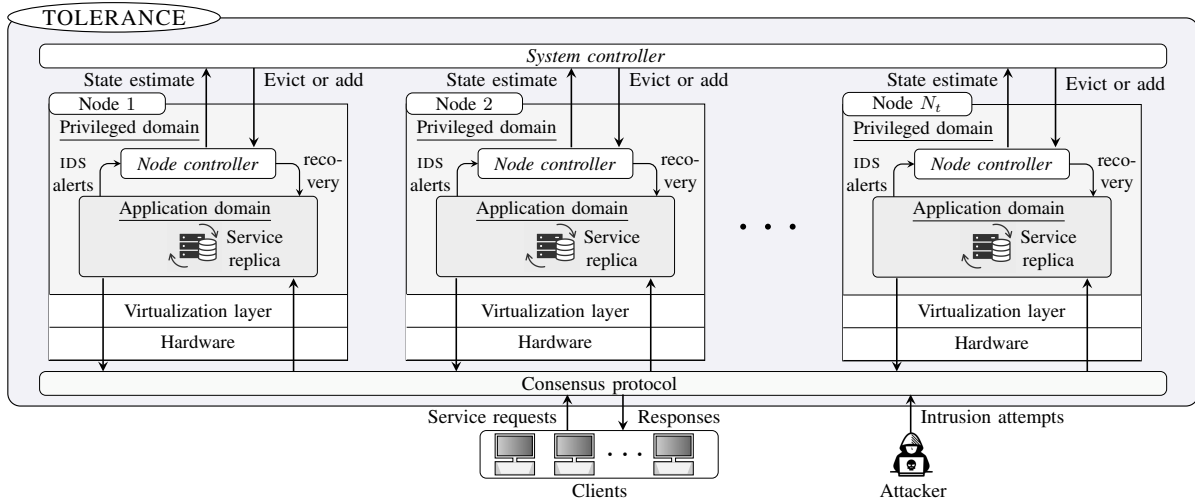 TOLERANCE
System controller
State estimate
Evict or add
State estimate
Evict or add
State estimate
Evict or add
Node 1
Node 2
Node Nt
Privileged domain
Privileged domain
Privileged domain
IDS
alerts
Node controller
reco-
very
IDS
alerts
Node controller
reco-
very
IDS
alerts
Node controller
reco-
very
Application domain
Service
replica
Application domain
Service
replica
Application domain
Service
replica
. . .
Virtualization layer
Virtualization layer
Virtualization layer
Hardware
Hardware
Hardware
Consensus protocol
Service requests
Responses
Intrusion attempts
. . .
Clients
Attacker